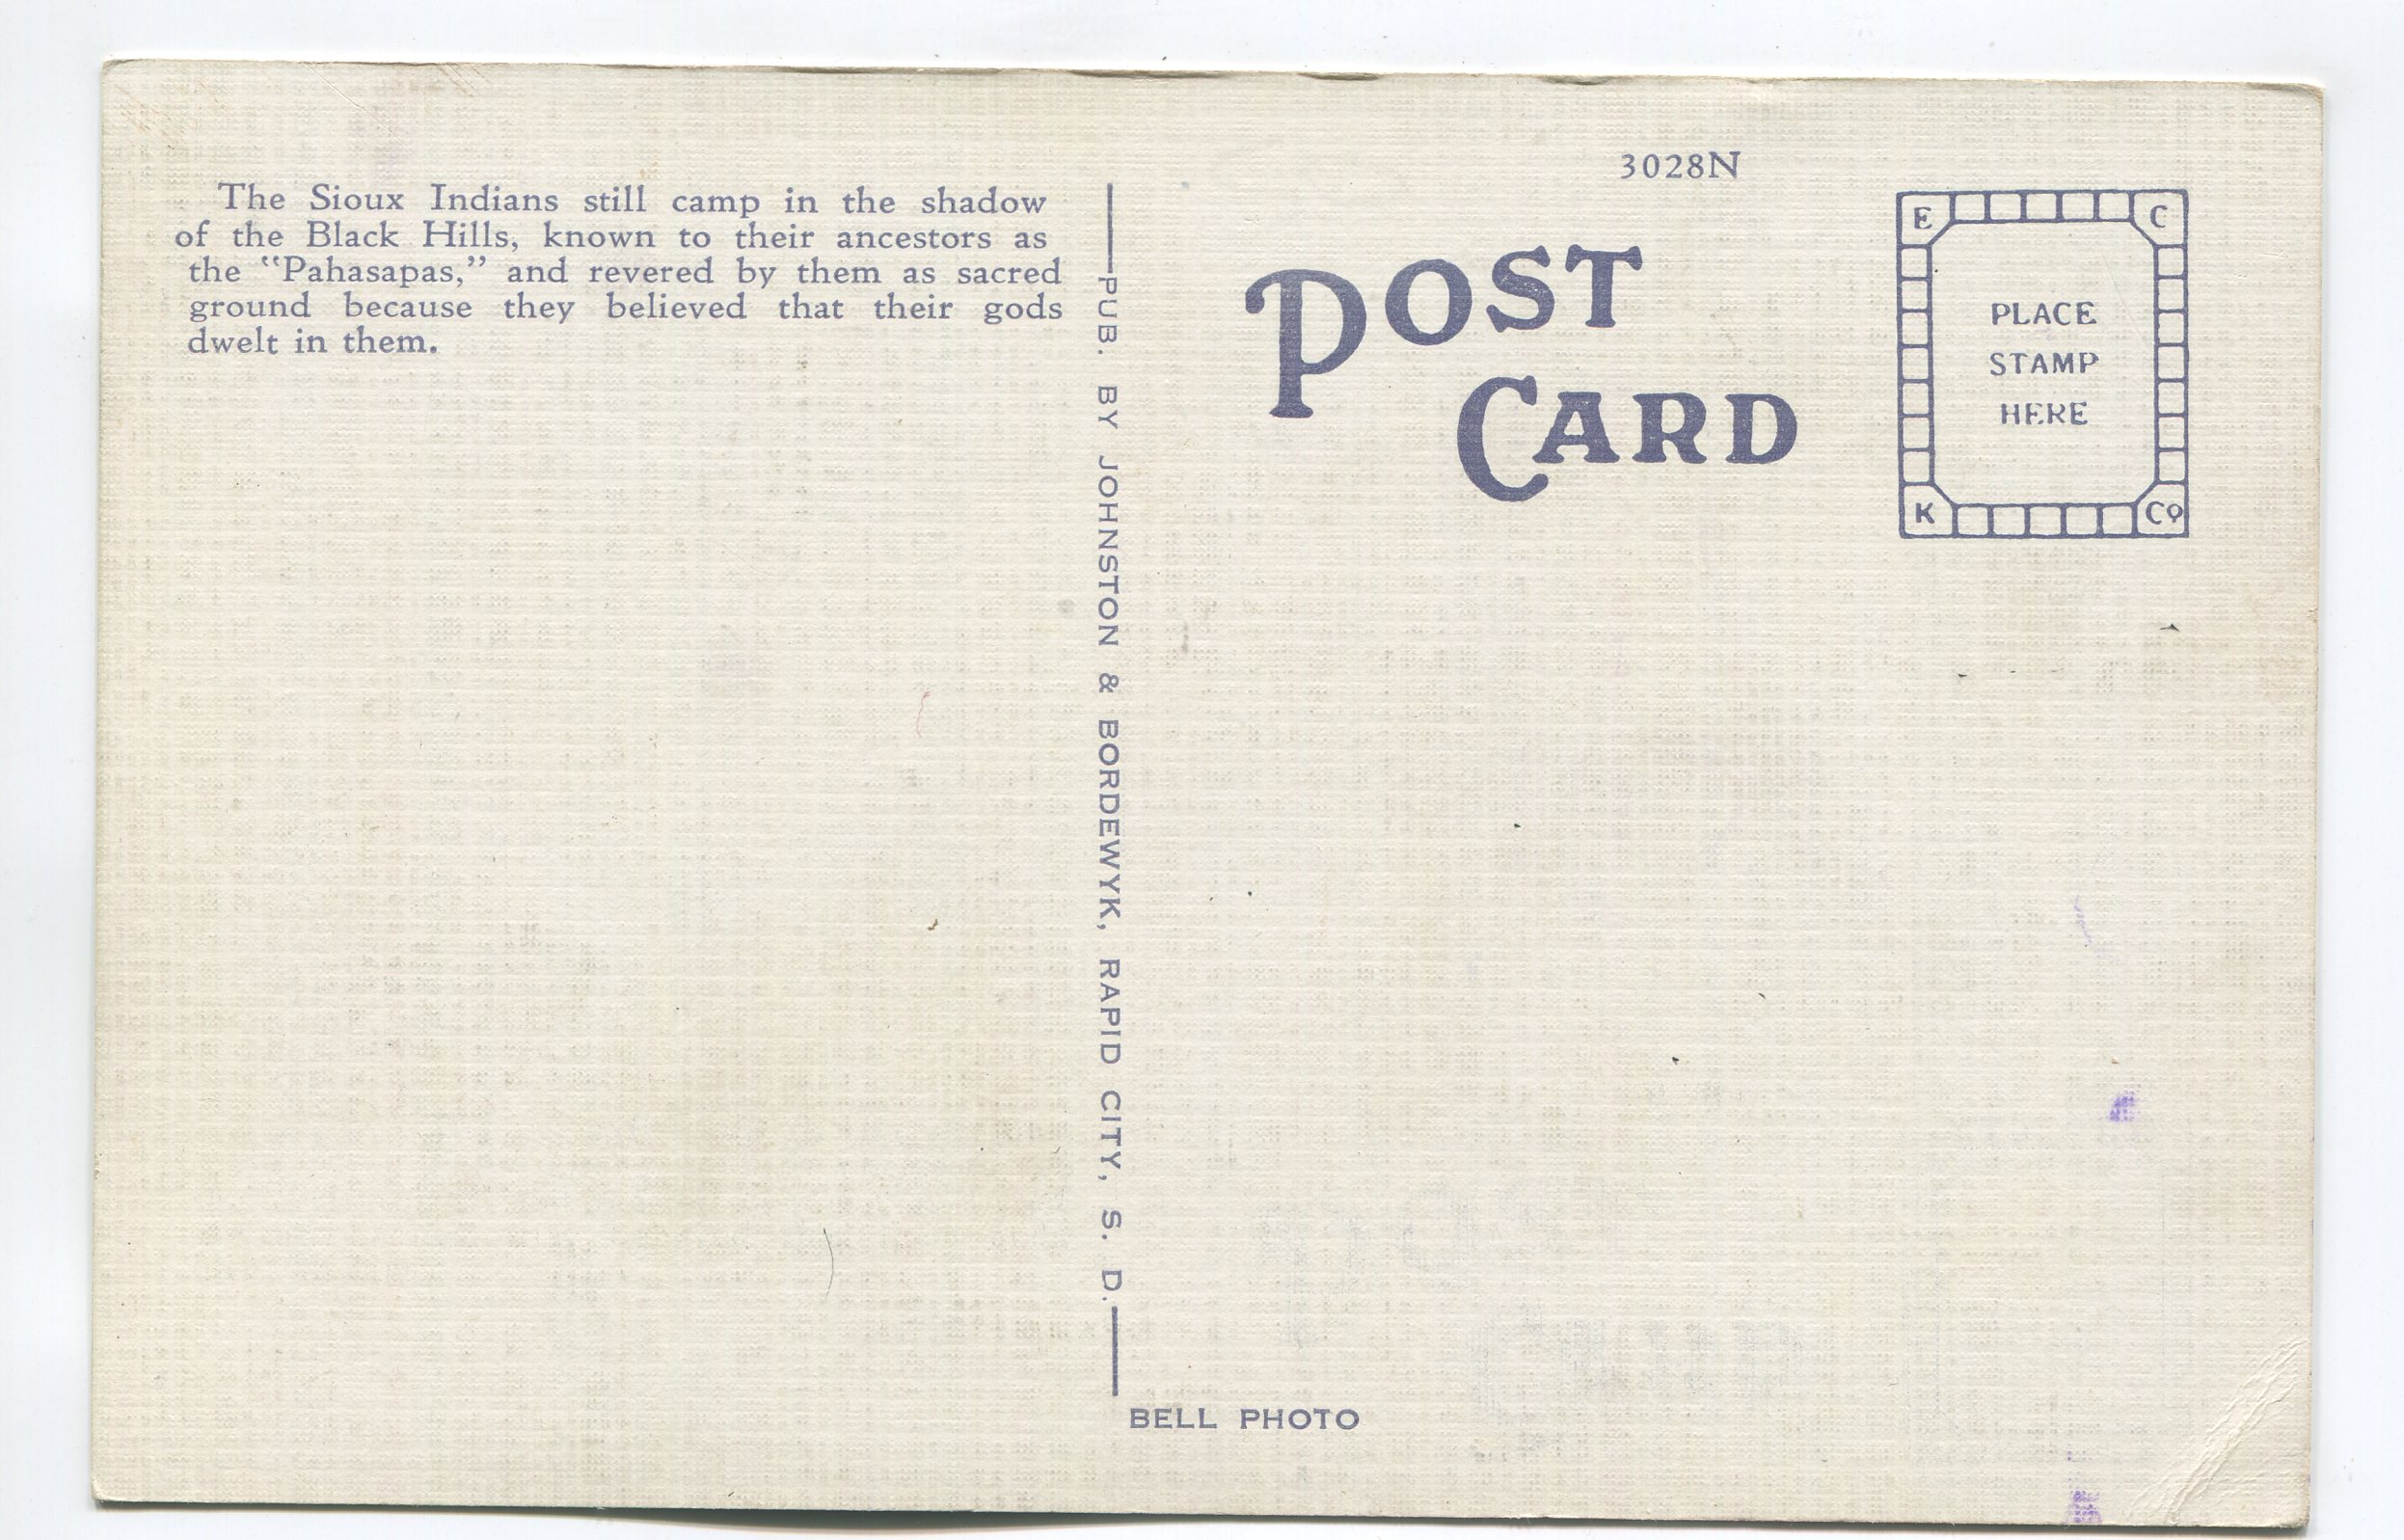 The Sioux Indians still camp in the shadow
of the Black Hills, known to their ancestors as
the "Pahasapas," and revered by them as sacred
ground because they believed that their gods
dwelt in them.
PUB. BY JOHNSTON & BORDEWYK, RAPID CITY, S. D.
3028N
POST
CARD
E C
PLACE
STAMP
HERE
K Co
BELL PHOTO